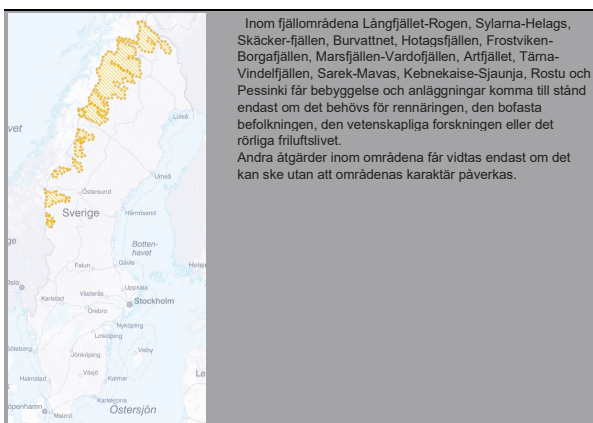 Inom fjällområdena Långfjället-Rogen, Sylarna-Helags,
Skäcker-fjällen, Burvattnet, Hotagsfjällen, Frostviken-
Borgafjällen, Marsfjällen-Vardofjällen, Artfjället, Tärna-
Vindelfjällen, Sarek-Mavas, Kebnekaise-Sjaunja, Rostu och
Pessinki får bebyggelse och anläggningar komma till stånd
endast om det behövs för rennäringen, den bofasta
befolkningen, den vetenskapliga forskningen eller det
rörliga friluftslivet.
Andra åtgärder inom områdena får vidtas endast om det
kan ske utan att områdenas karaktär påverkas.
Luleå
vet
Umeå
Östersund
Sverige
Härnösand
Botten-
havet
ge
Falun
Gävle
Helsi
Oslo
Uppsala
Västerås
Karlstad
Stockholm
Örebro
Nyköping
Linköping
Göteborg
Visby
Jönköping
Växjö
Le
Halmstad
Kalmar
Karlskrona
öpenhamn
Malmö
Östersjön